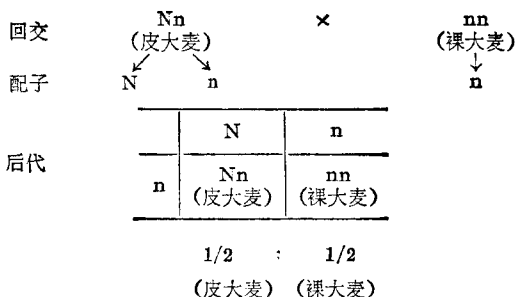 回交 Nn × nn
(皮大麦) (裸大麦)
配子 N n n
N n
后代
n Nn nn
(皮大麦) (裸大麦)
1/2 : 1/2
(皮大麦) (裸大麦)